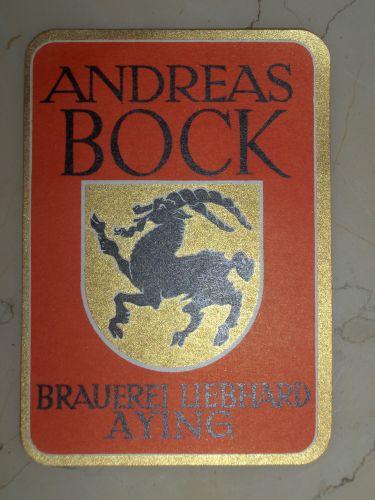 ANDREAS
BOCK
BRAUEREI LIEBHARD
AYING